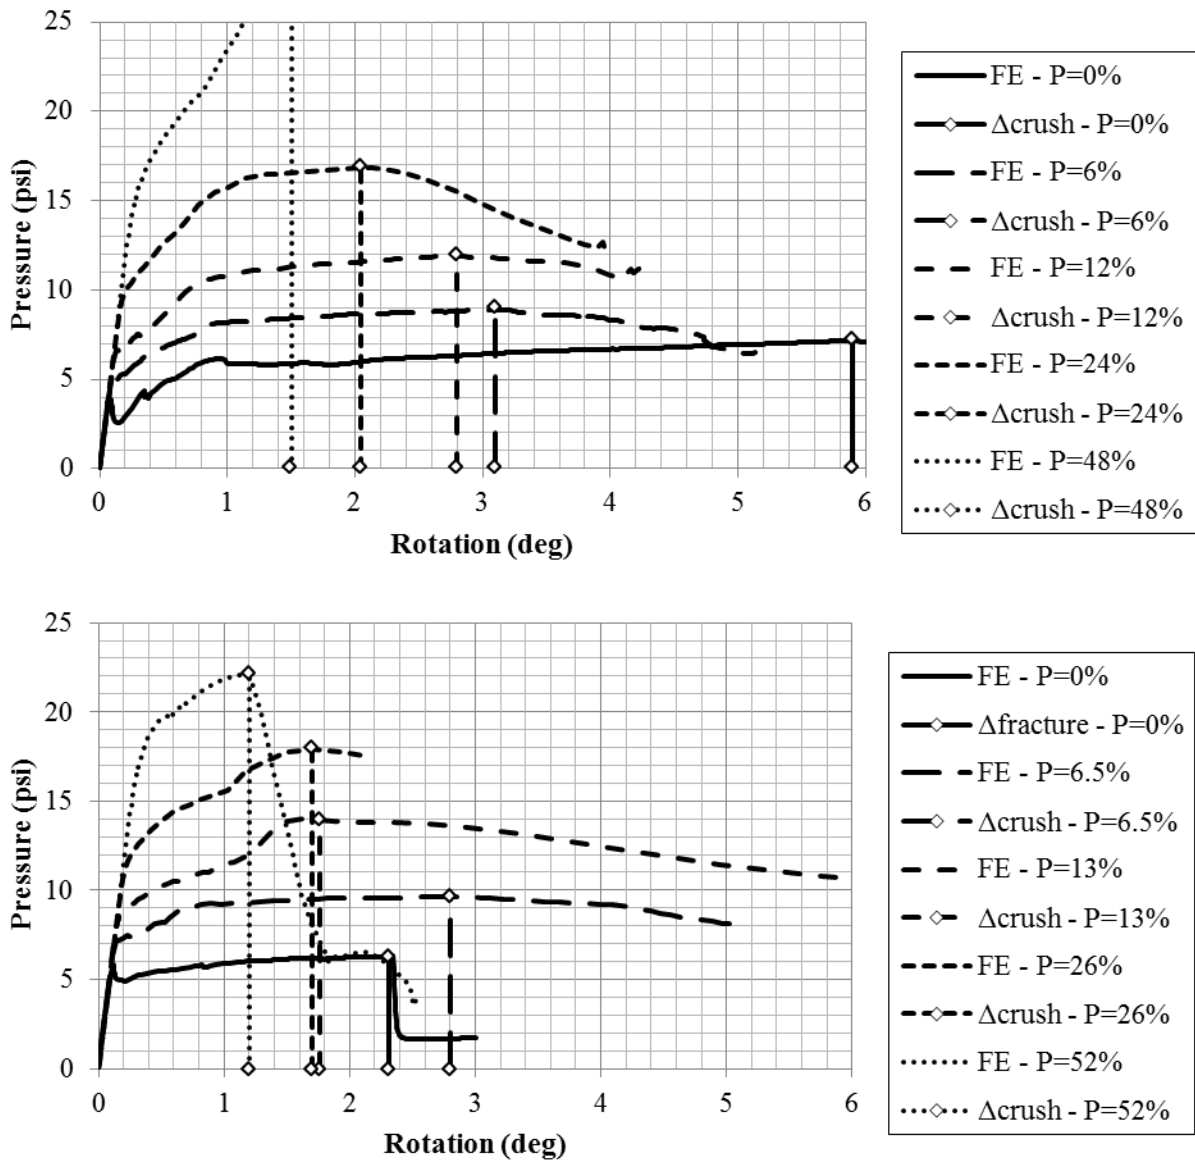 25
20
15
10
5
0
Pressure (psi)
0 1 2 3 4 5 6
Rotation (deg)
FE - P=0%
Δcrush - P=0%
FE - P=6%
Δcrush - P=6%
FE - P=12%
Δcrush - P=12%
FE - P=24%
Δcrush - P=24%
FE - P=48%
Δcrush - P=48%
25
20
15
10
5
0
Pressure (psi)
0 1 2 3 4 5 6
Rotation (deg)
FE - P=0%
Δfracture - P=0%
FE - P=6.5%
Δcrush - P=6.5%
FE - P=13%
Δcrush - P=13%
FE - P=26%
Δcrush - P=26%
FE - P=52%
Δcrush - P=52%